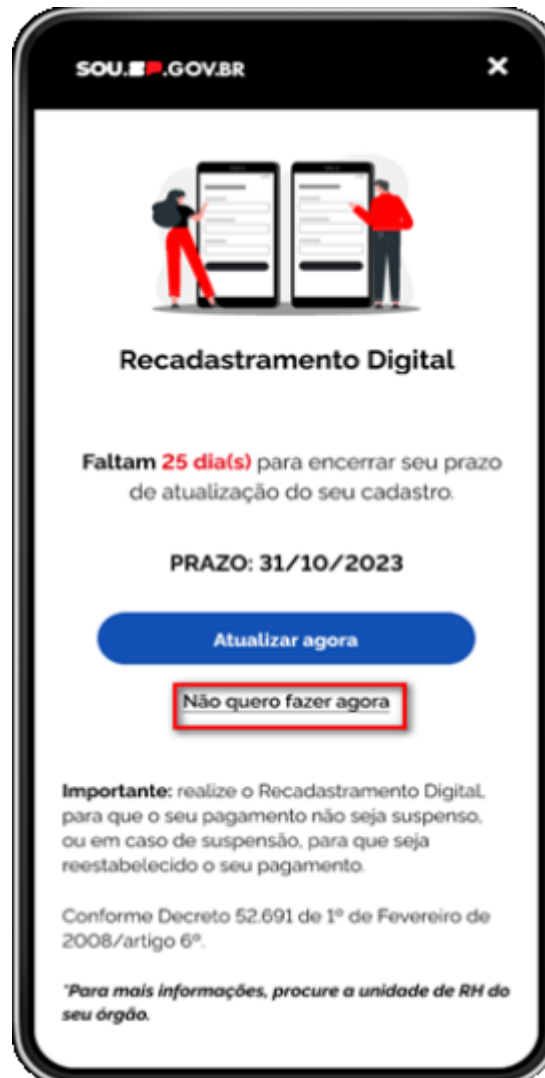 SOU.SP.GOV.BR
Recadastramento Digital
Faltam 25 dia(s) para encerrar seu prazo
de atualização do seu cadastro.
PRAZO: 31/10/2023
Atualizar agora
Não quero fazer agora
Importante: realize o Recadastramento Digital,
para que o seu pagamento não seja suspenso,
ou em caso de suspensão, para que seja
reestabelecido o seu pagamento.
Conforme Decreto 52.691 de 1º de Fevereiro de
2008/artigo 6º.
*Para mais informações, procure a unidade de RH do
seu órgão.